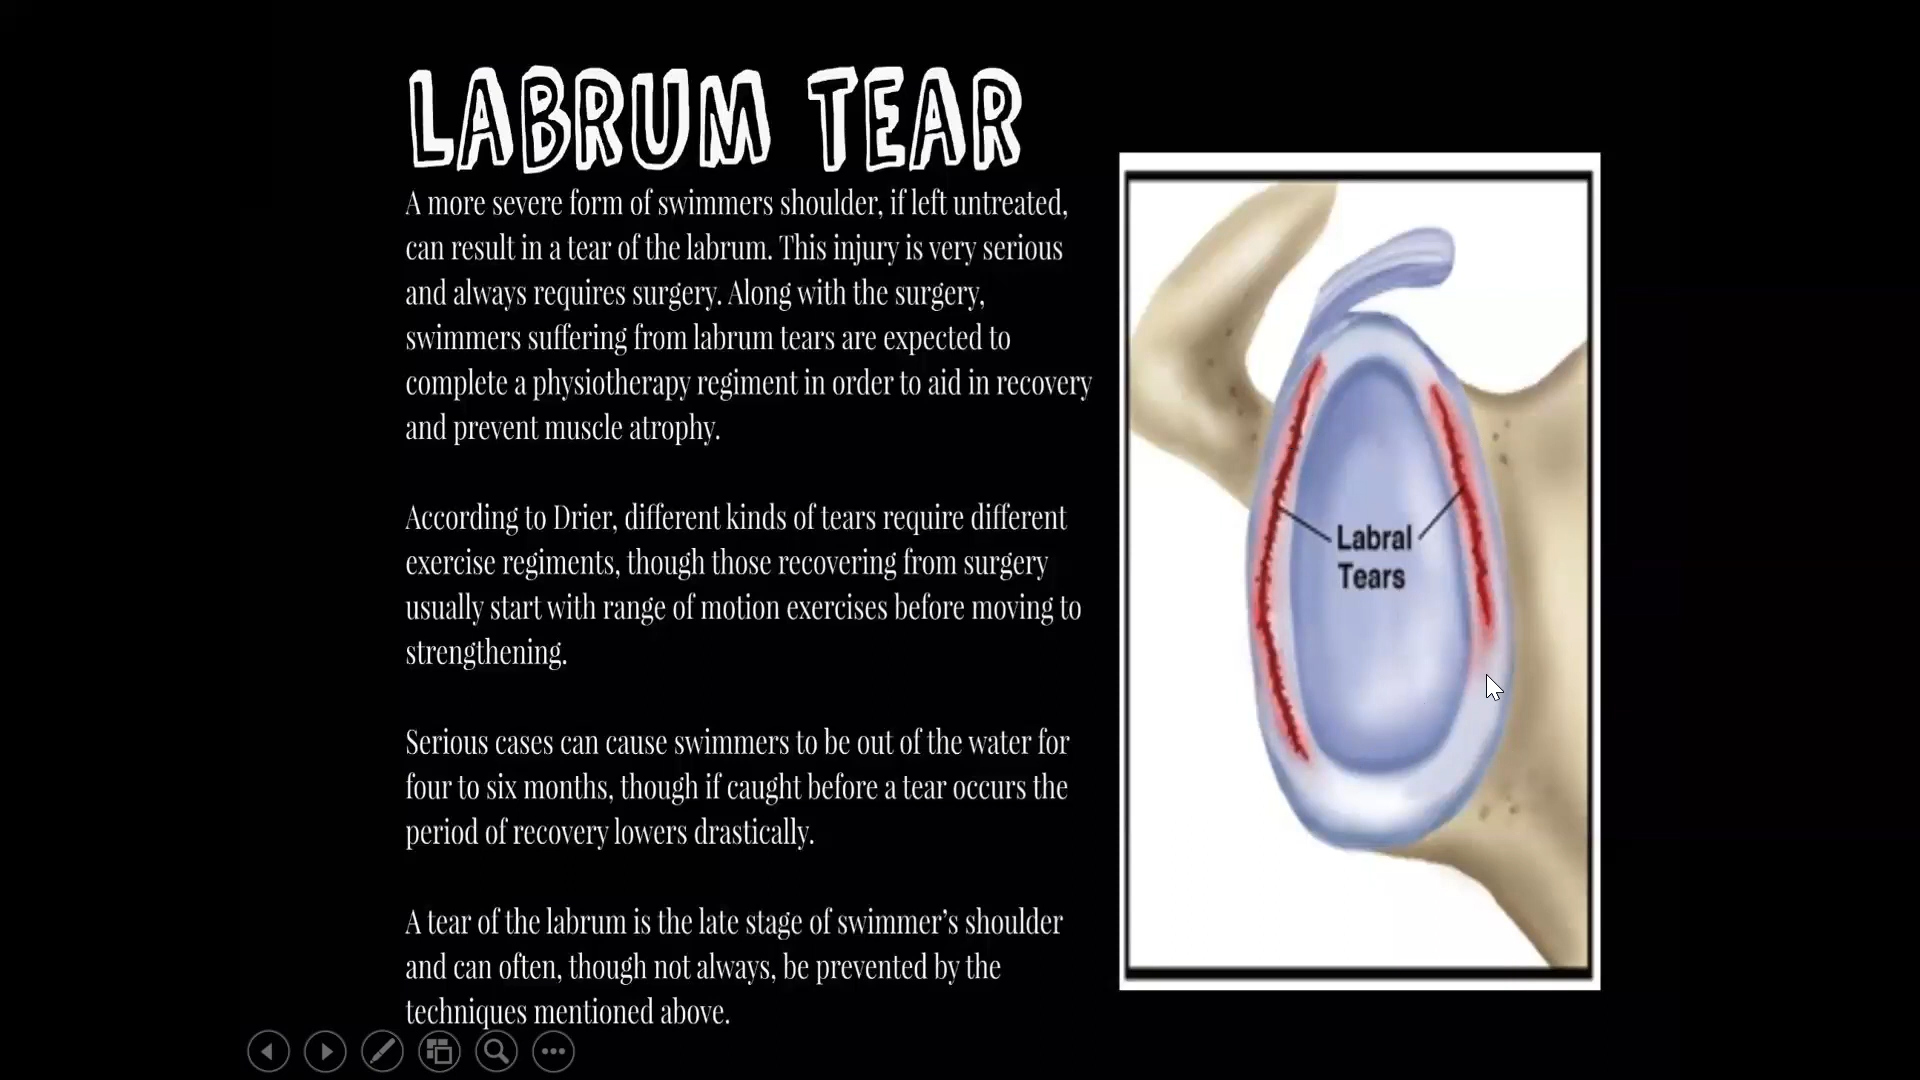 LABRUM TEAR
A more severe form of swimmers shoulder, if left untreated,
can result in a tear of the labrum. This injury is very serious
and always requires surgery. Along with the surgery,
swimmers suffering from labrum tears are expected to
complete a physiotherapy regiment in order to aid in recovery
and prevent muscle atrophy.
According to Drier, different kinds of tears require different
exercise regiments, though those recovering from surgery
usually start with range of motion exercises before moving to
strengthening.
Serious cases can cause swimmers to be out of the water for
four to six months, though if caught before a tear occurs the
period of recovery lowers drastically.
A tear of the labrum is the late stage of swimmer’s shoulder
and can often, though not always, be prevented by the
techniques mentioned above.
Labral
Tears